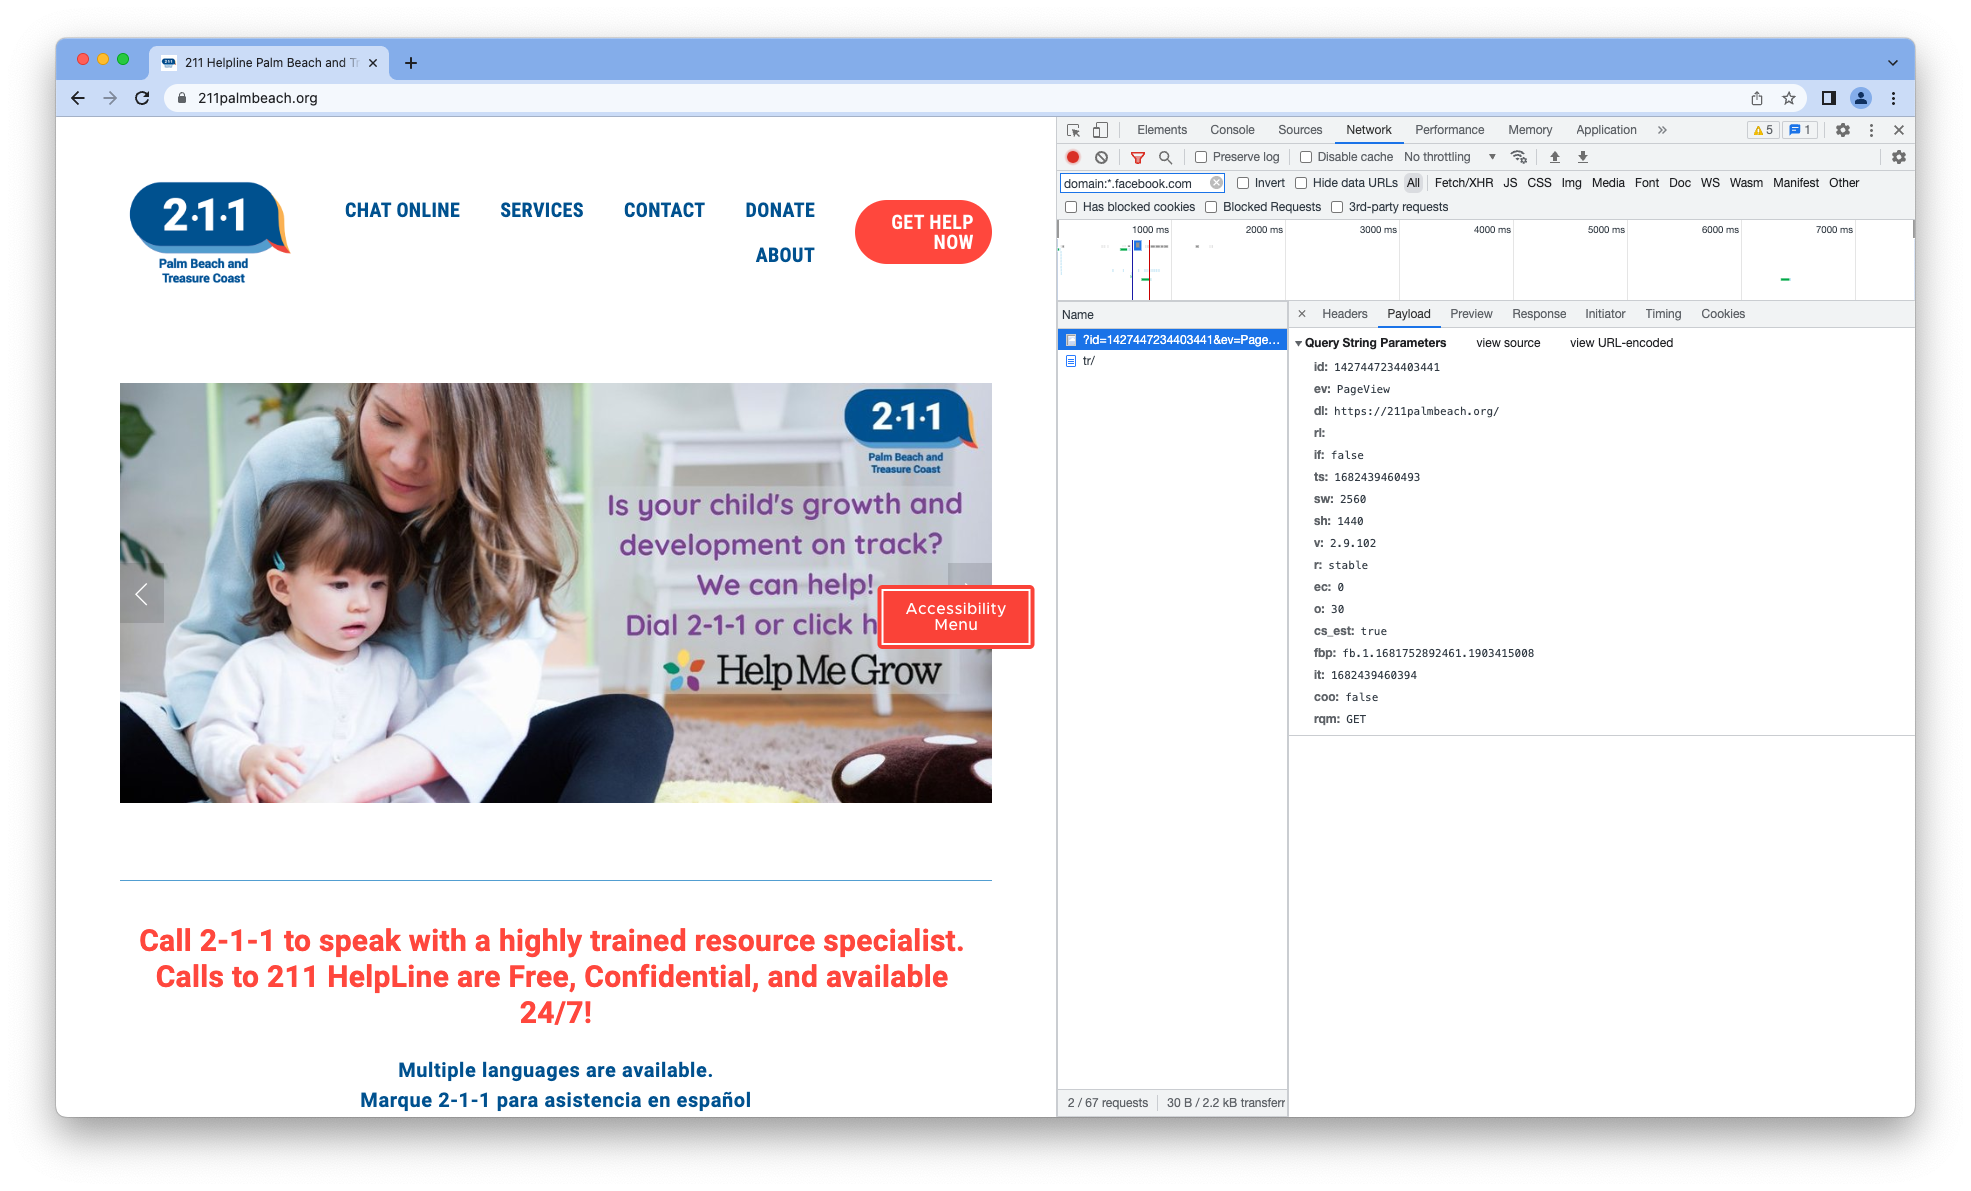 211 Helpline Palm Beach and Tr
211palmbeach.org
2·1·1
Palm Beach and
Treasure Coast
CHAT ONLINE
SERVICES
CONTACT
DONATE
ABOUT
GET HELP
NOW
2·1·1
Palm Beach and
Treasure Coast
Is your child's growth and
development on track?
We can help!
Dial 2-1-1 or click h
Help Me Grow
Accessibility
Menu
Call 2-1-1 to speak with a highly trained resource specialist.
Calls to 211 HelpLine are Free, Confidential, and available
24/7!
Multiple languages are available.
Marque 2-1-1 para asistencia en español
Elements Console Sources Network Performance Memory Application » 5 1
Preserve log Disable cache No throttling
domain:*.facebook.com Invert Hide data URLs All Fetch/XHR JS CSS Img Media Font Doc WS Wasm Manifest Other
Has blocked cookies Blocked Requests 3rd-party requests
1000 ms 2000 ms 3000 ms 4000 ms 5000 ms 6000 ms 7000 ms
Name
?id=1427447234403441&ev=Page...
tr/
2 / 67 requests 30 B / 2.2 kB transferr
Headers Payload Preview Response Initiator Timing Cookies
Query String Parameters view source view URL-encoded
id: 1427447234403441
ev: PageView
dl: https://211palmbeach.org/
rl:
if: false
ts: 1682439460493
sw: 2560
sh: 1440
v: 2.9.102
r: stable
ec: 0
o: 30
cs_est: true
fbp: fb.1.1681752892461.1903415008
it: 1682439460394
coo: false
rqm: GET